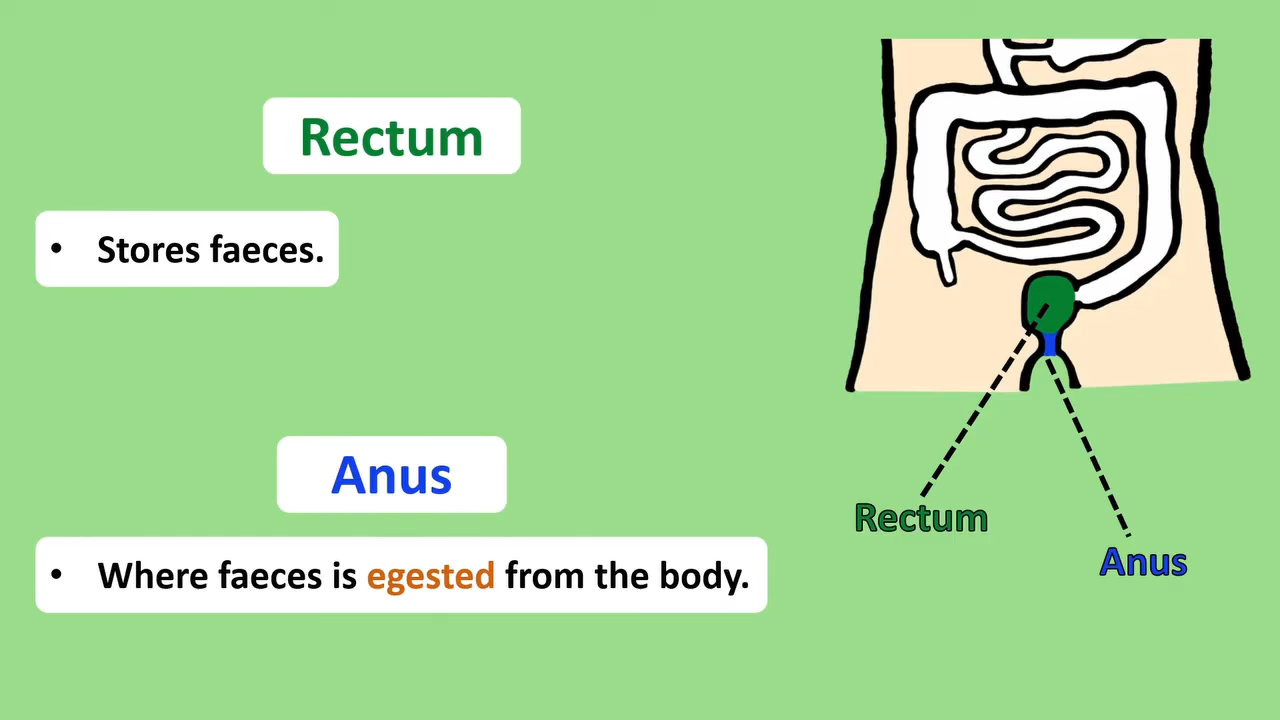 Rectum
• Stores faeces.
Anus
• Where faeces is egested from the body.
Rectum
Anus